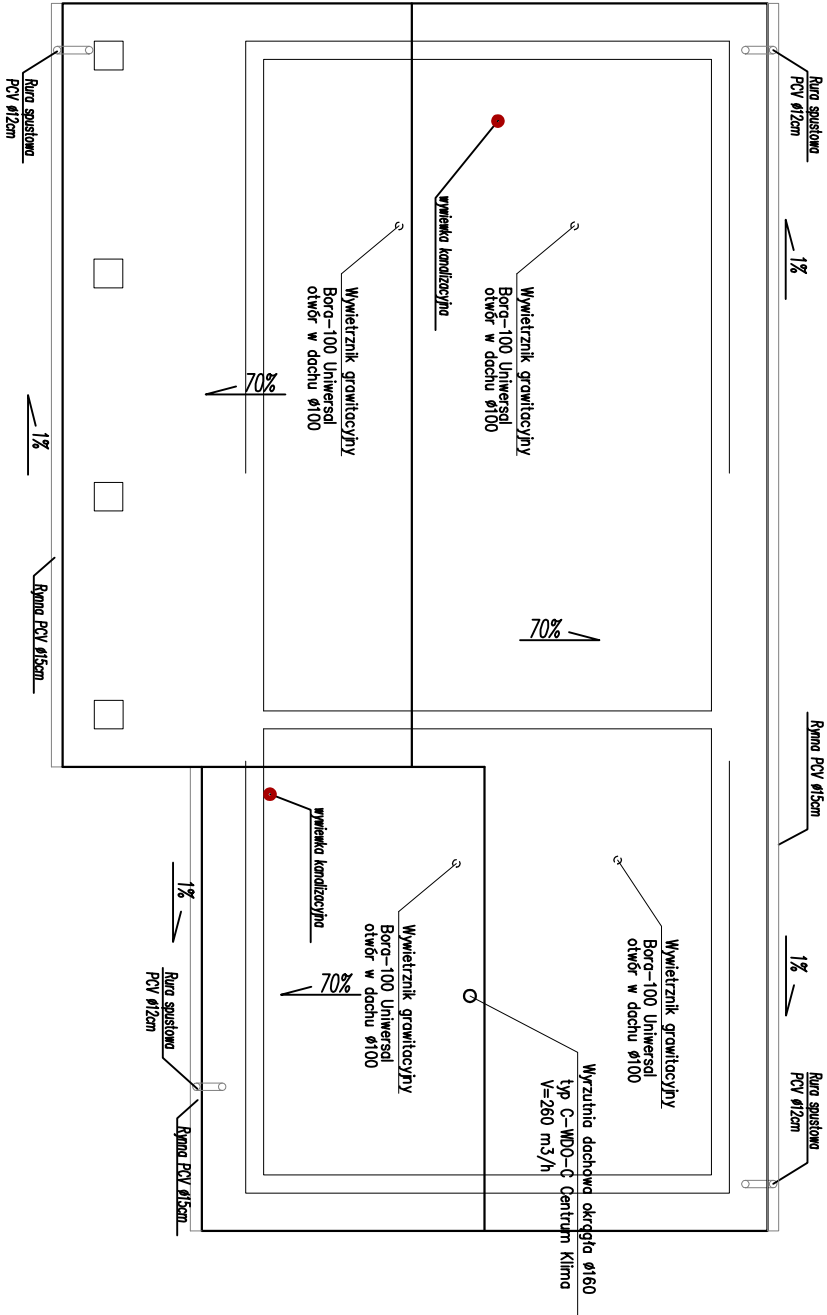 Rura spustowa
PCV ø12cm
Rura spustowa
PCV ø12cm
1%
wywiewka kanalizacyjna
Wywietrznik grawitacyjny
Bora-100 Uniwersal
otwór w dachu ø100
Wywietrznik grawitacyjny
Bora-100 Uniwersal
otwór w dachu ø100
70%
1%
Rynna PCV ø15cm
70%
Rynna PCV ø15cm
wywiewka kanalizacyjna
1%
Rura spustowa
PCV ø12cm
Rynna PCV ø15cm
70%
Wywietrznik grawitacyjny
Bora-100 Uniwersal
otwór w dachu ø100
Wywietrznik grawitacyjny
Bora-100 Uniwersal
otwór w dachu ø100
1%
Rura spustowa
PCV ø12cm
Wyrzutnia dachowa okrągła ø160
typ C-WDO-C Centrum Klima
V=260 m3/h